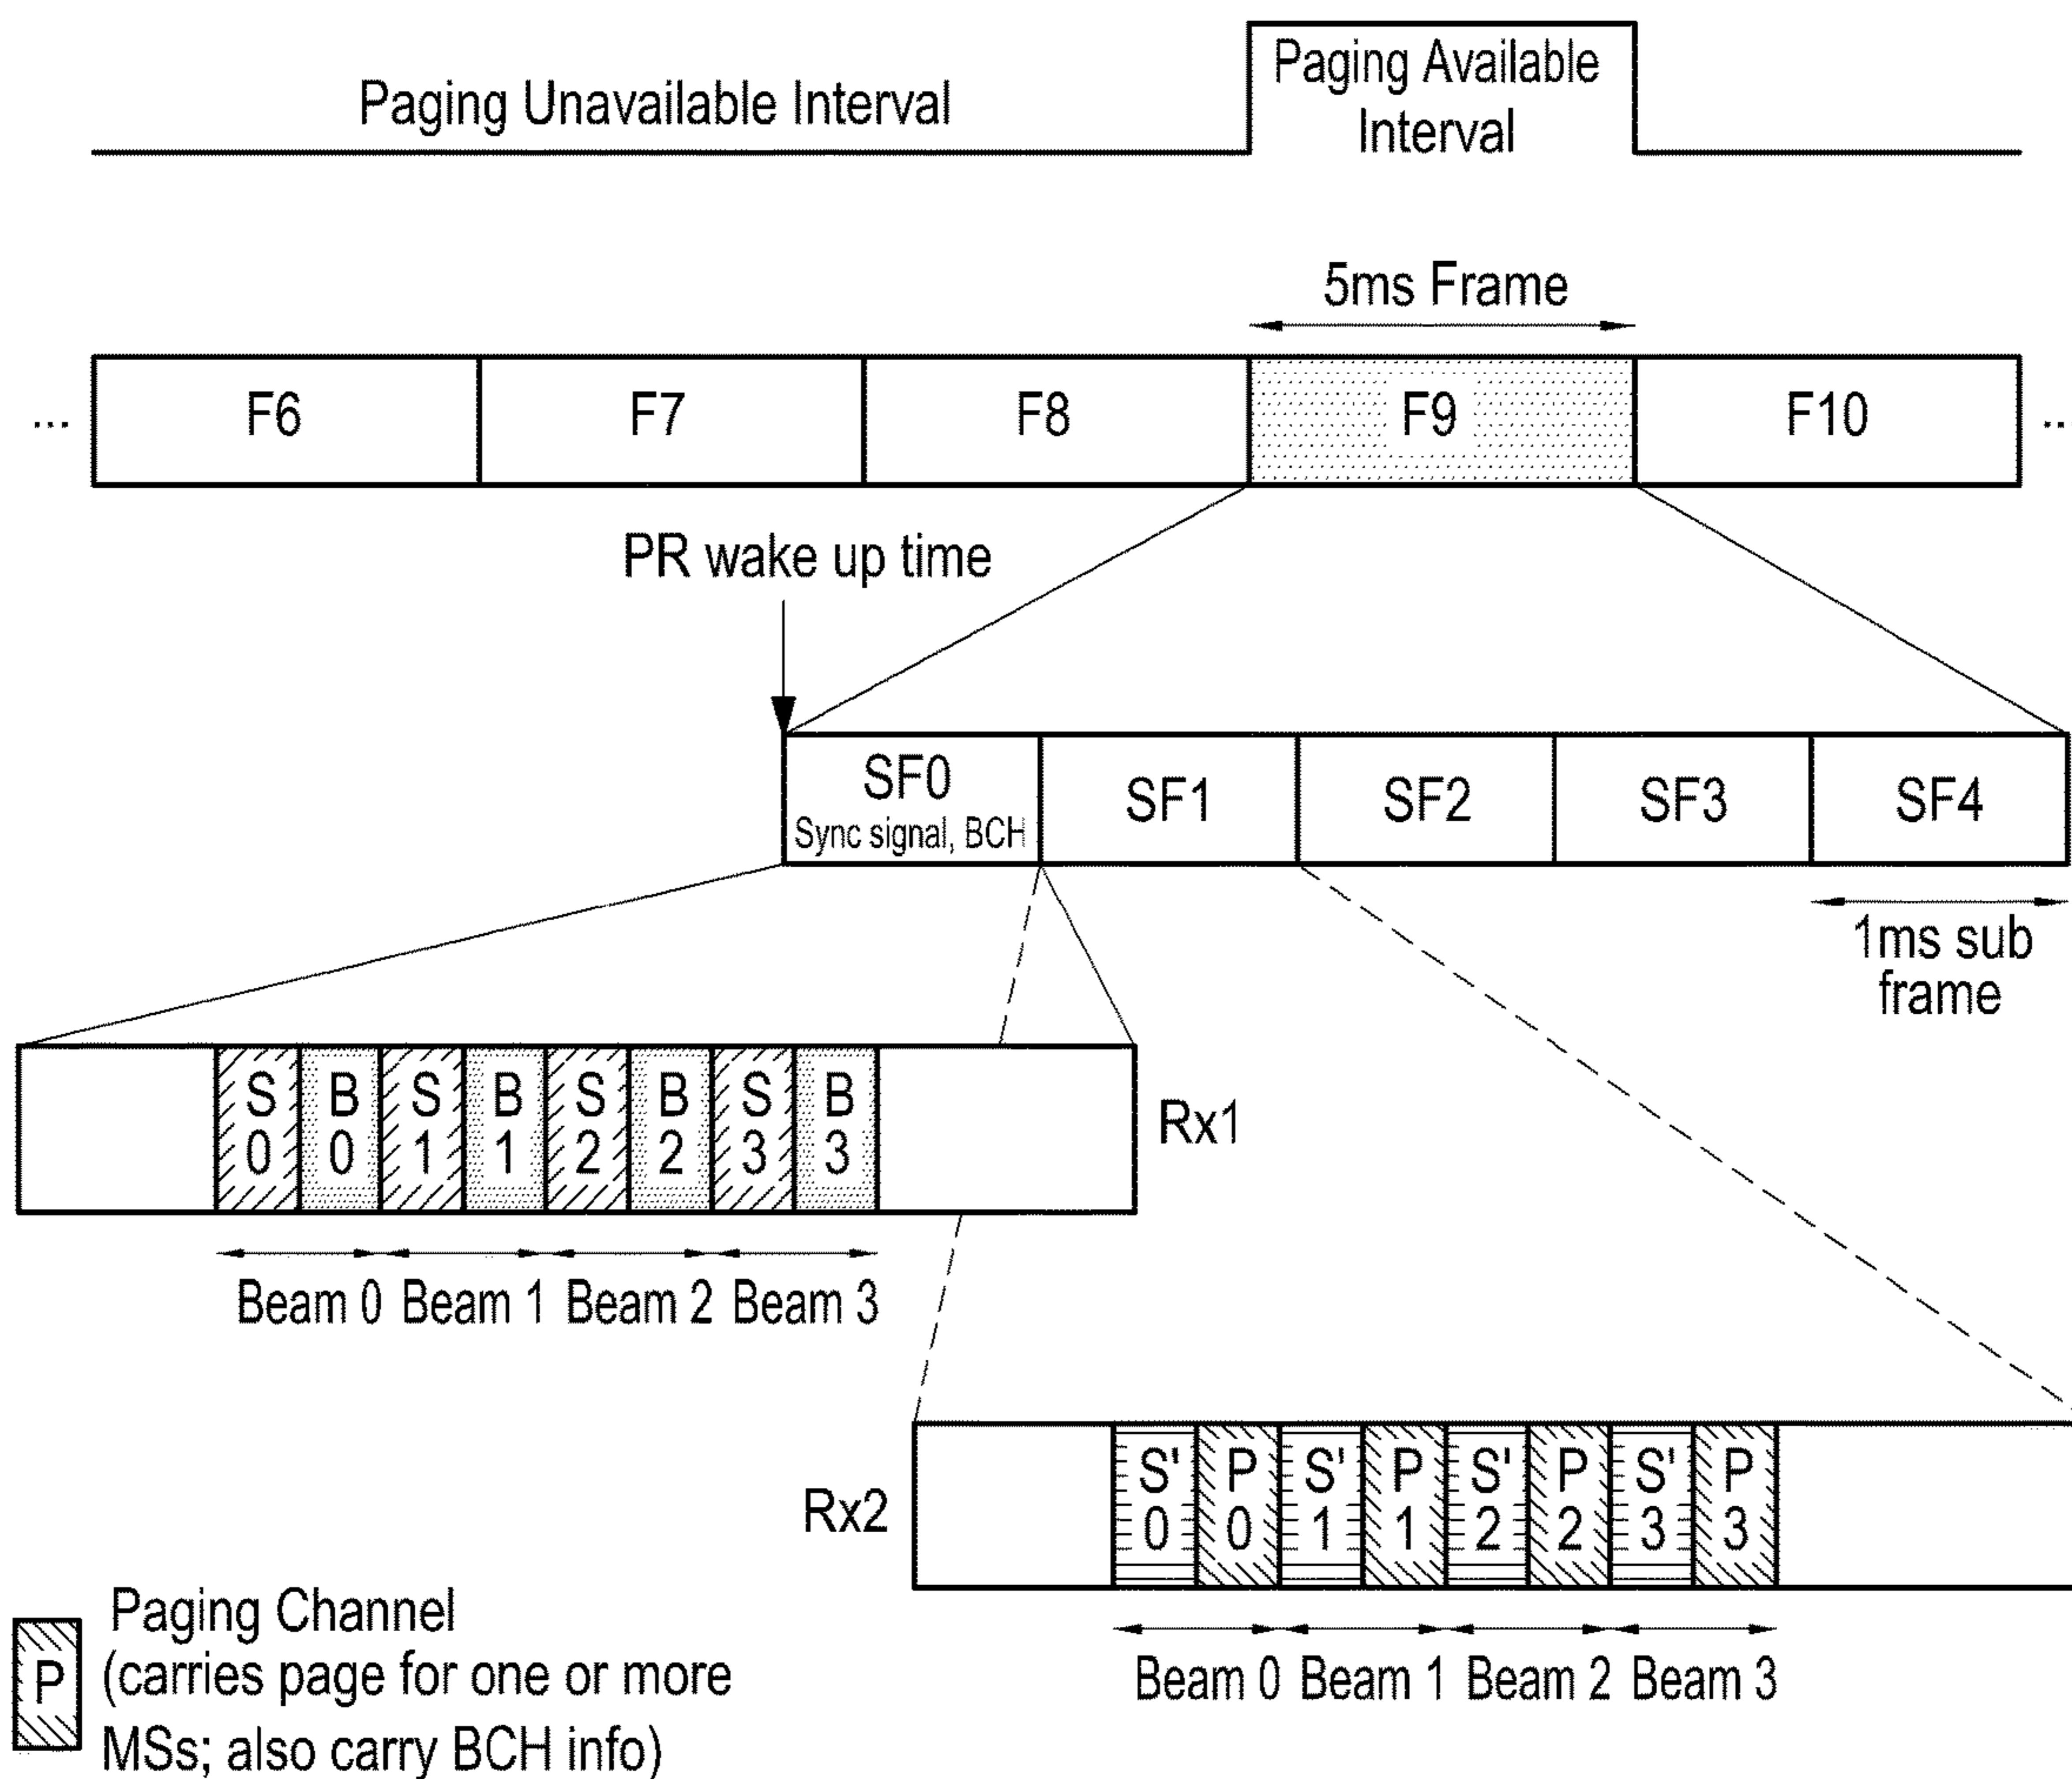 Paging Unavailable Interval
Paging Available
Interval
5ms Frame
... F6 F7 F8 F9 F10 ..
PR wake up time
SF0 SF1 SF2 SF3 SF4
Sync signal, BCH
1ms sub
frame
S B S B S B S B
0 0 1 1 2 2 3 3
Rx1
Beam 0 Beam 1 Beam 2 Beam 3
Rx2
S' P S' P S' P S' P
0 0 1 1 2 2 3 3
Beam 0 Beam 1 Beam 2 Beam 3
P
Paging Channel
(carries page for one or more
MSs; also carry BCH info)